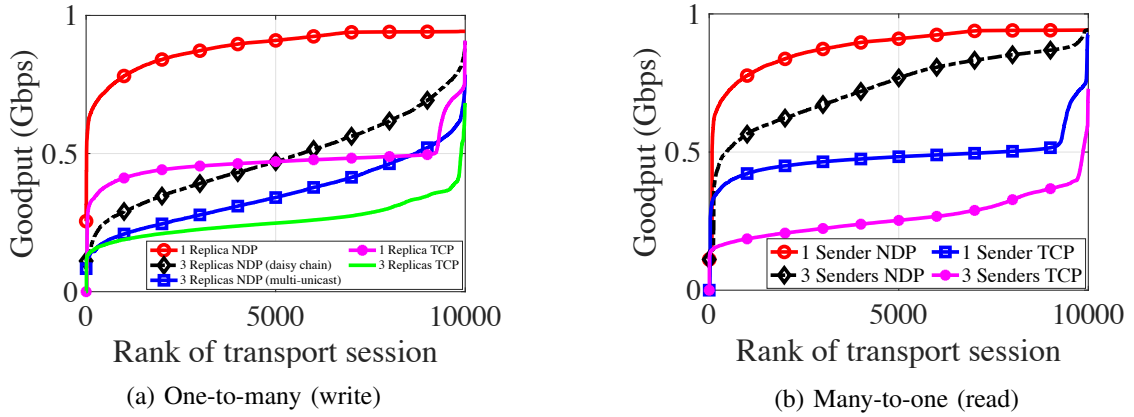 1
0.5
0
Goodput (Gbps)
1 Replica NDP
3 Replicas NDP (daisy chain)
3 Replicas NDP (multi-unicast)
1 Replica TCP
3 Replicas TCP
0 5000 10000
Rank of transport session
(a) One-to-many (write)
1
0.5
0
Goodput (Gbps)
1 Sender NDP
3 Senders NDP
1 Sender TCP
3 Senders TCP
0 5000 10000
Rank of transport session
(b) Many-to-one (read)